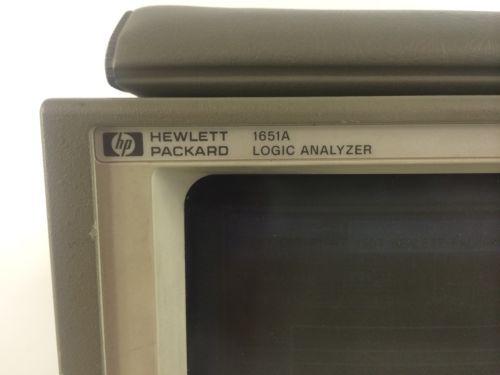 hp HEWLETT PACKARD
1651A
LOGIC ANALYZER